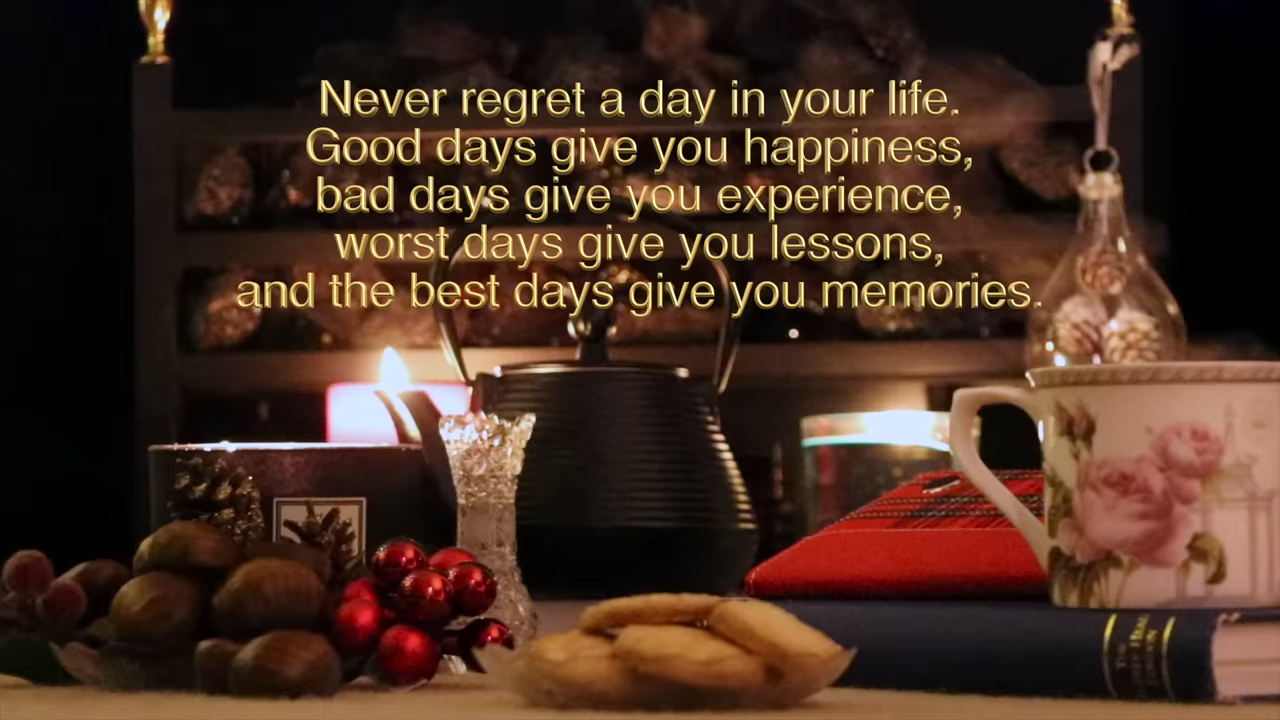 Never regret a day in your life.
Good days give you happiness,
bad days give you experience,
worst days give you lessons,
and the best days give you memories.